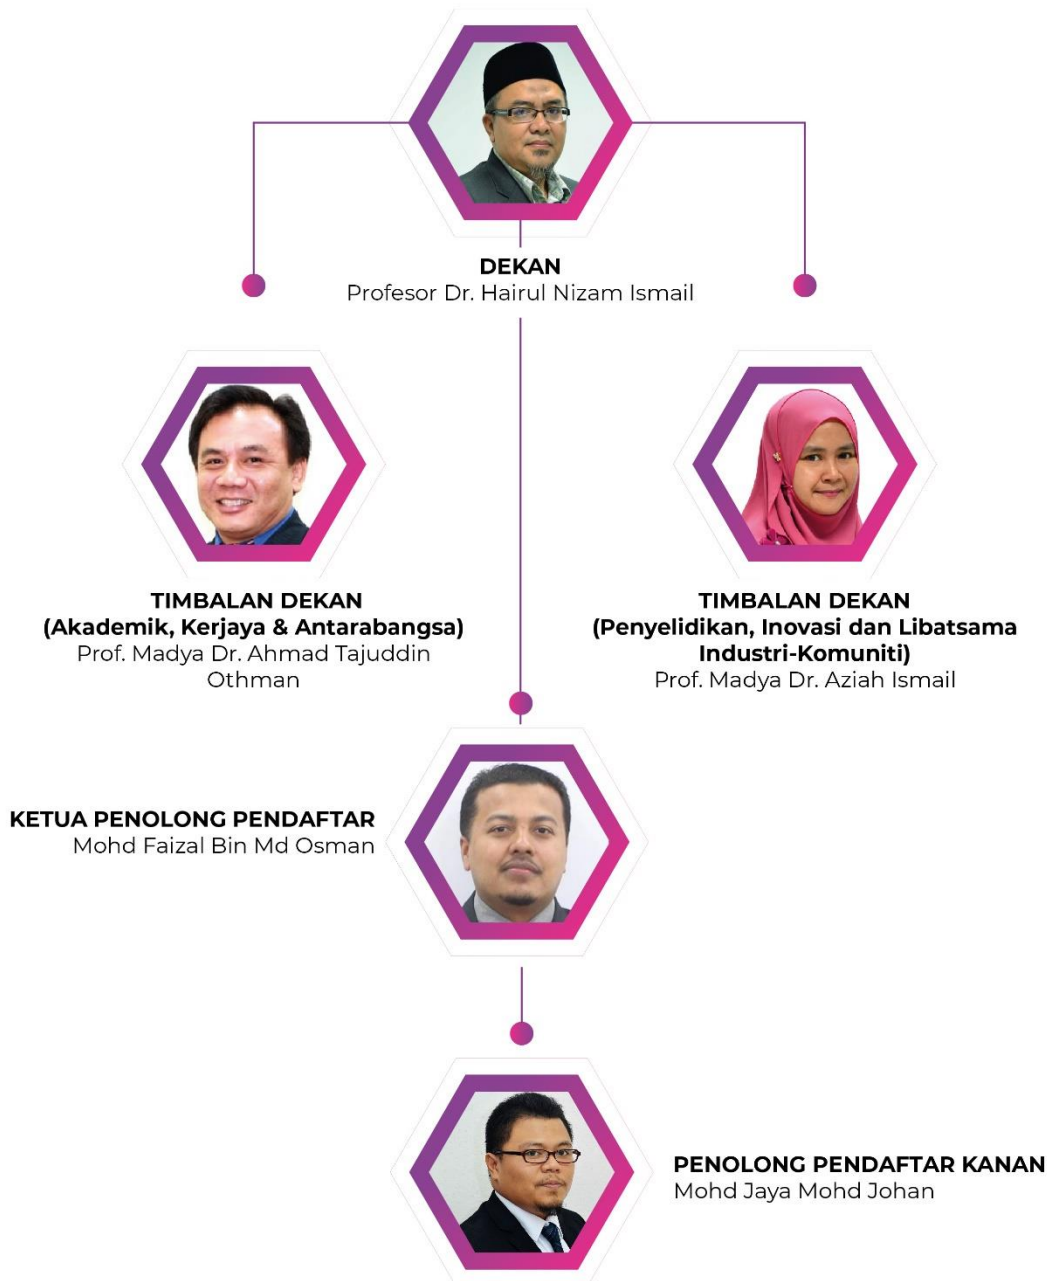 DEKAN
Profesor Dr. Hairul Nizam Ismail
TIMBALAN DEKAN
(Akademik, Kerjaya & Antarabangsa)
Prof. Madya Dr. Ahmad Tajuddin
Othman
TIMBALAN DEKAN
(Penyelidikan, Inovasi dan Libatsama
Industri-Komuniti)
Prof. Madya Dr. Aziah Ismail
KETUA PENOLONG PENDAFTAR
Mohd Faizal Bin Md Osman
PENOLONG PENDAFTAR KANAN
Mohd Jaya Mohd Johan